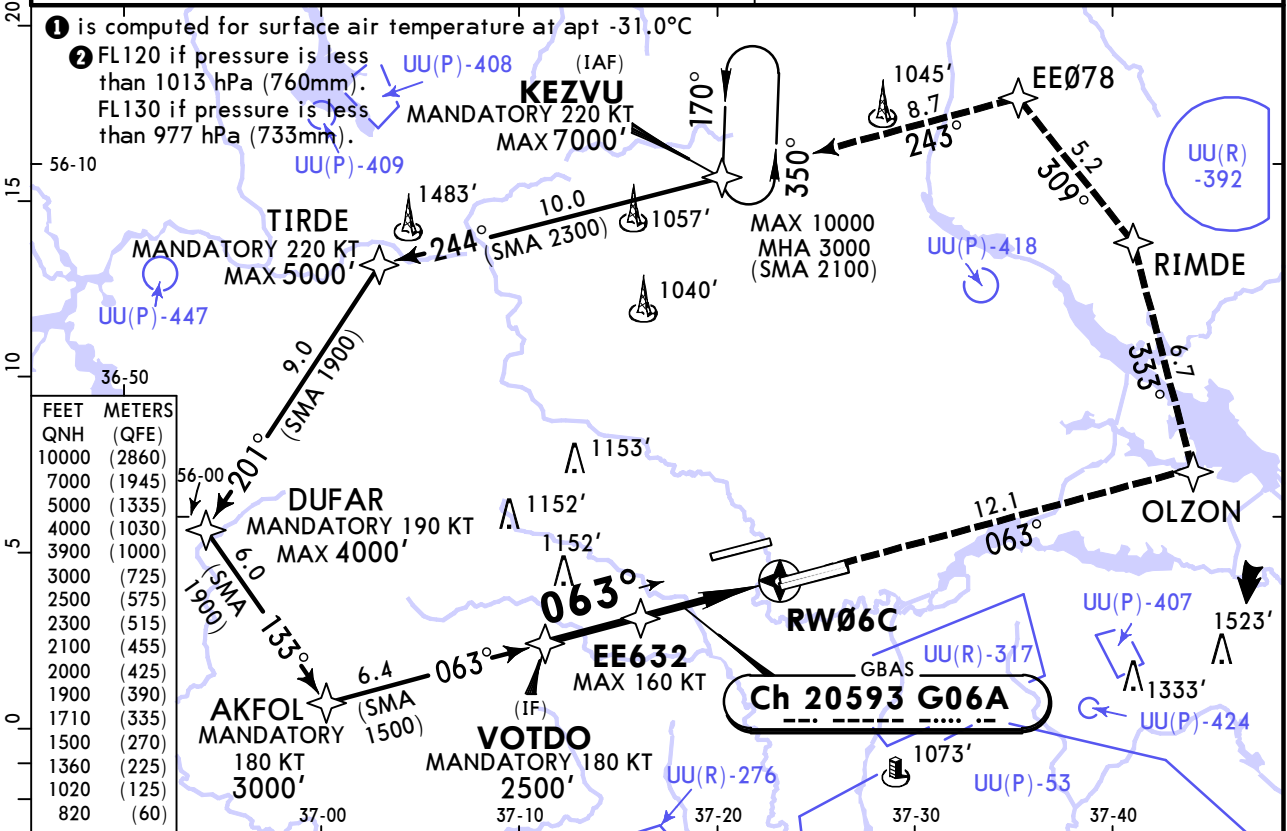 20
❶ is computed for surface air temperature at apt -31.0°C
❷ FL120 if pressure is less
than 1013 hPa (760mm).
FL130 if pressure is less
than 977 hPa (733mm).
UU(P)-408
UU(P)-409
56-10
15
(IAF)
KEZVU
MANDATORY 220 KT
MAX 7000'
170°
350°
1045'
8.7
243°
EEØ78
5.2
309°
UU(R)
-392
1483'
TIRDE
MANDATORY 220 KT
MAX 5000'
244°
10.0
(SMA 2300)
1057'
1040'
MAX 10000
MHA 3000
(SMA 2100)
UU(P)-418
RIMDE
UU(P)-447
6.7
333°
10
36-50
9.0
(SMA 1900)
201°
FEET METERS
QNH (QFE)
10000 (2860)
7000 (1945)
5000 (1335)
4000 (1030)
3900 (1000)
3000 (725)
2500 (575)
2300 (515)
2100 (455)
2000 (425)
1900 (390)
1710 (335)
1500 (270)
1360 (225)
1020 (125)
820 (60)
56-00
5
0
DUFAR
MANDATORY 190 KT
MAX 4000'
1153'
1152'
1152'
6.0
(SMA
1900)
133°
OLZON
12.1
063°
063°
RWØ6C
EE632
MAX 160 KT
6.4
063°
(SMA
1500)
AKFOL
MANDATORY
180 KT
3000'
(IF)
VOTDO
MANDATORY 180 KT
2500'
GBAS
Ch 20593 G06A
UU(R)-317
UU(P)-407
1523'
1333'
UU(P)-424
1073'
UU(R)-276
UU(P)-53
37-00
37-10
37-20
37-30
37-40